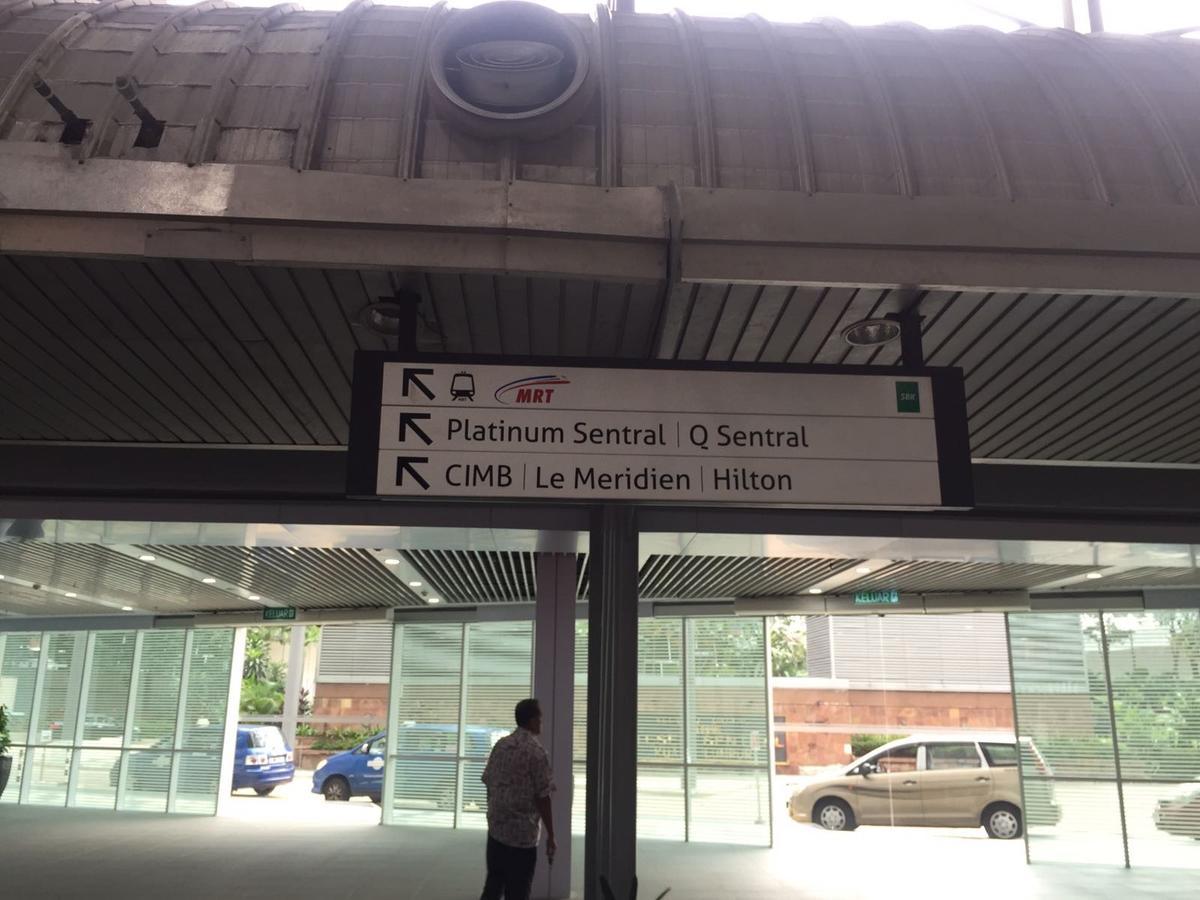 MRT SBK
Platinum Sentral | Q Sentral
CIMB | Le Meridien | Hilton
KELUAR
KELUAR